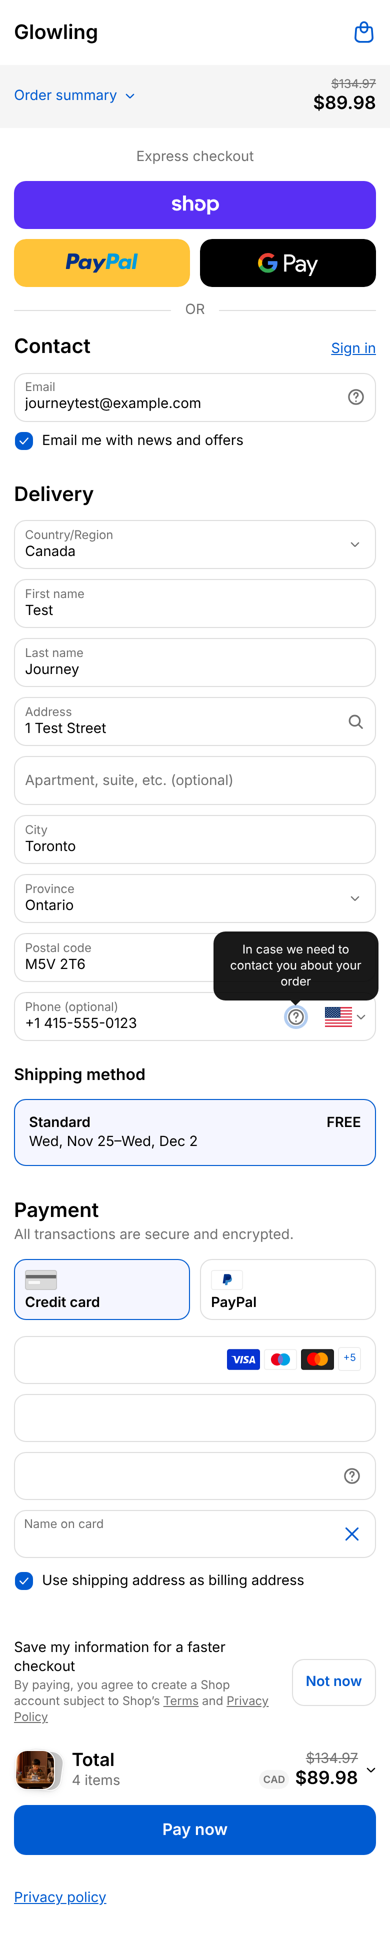 Glowling
Order summary
$134.97
$89.98
Express checkout
shop
PayPal
G Pay
OR
Contact
Sign in
Email
journeytest@example.com
Email me with news and offers
Delivery
Country/Region
Canada
First name
Test
Last name
Journey
Address
1 Test Street
Apartment, suite, etc. (optional)
City
Toronto
Province
Ontario
Postal code
M5V 2T6
In case we need to
contact you about your
order
Phone (optional)
+1 415-555-0123
Shipping method
Standard
FREE
Wed, Nov 25–Wed, Dec 2
Payment
All transactions are secure and encrypted.
Credit card
PayPal
VISA
+5
Name on card
Use shipping address as billing address
Save my information for a faster
checkout
By paying, you agree to create a Shop
account subject to Shop's Terms and Privacy
Policy
Not now
Total
4 items
$134.97
CAD $89.98
Pay now
Privacy policy